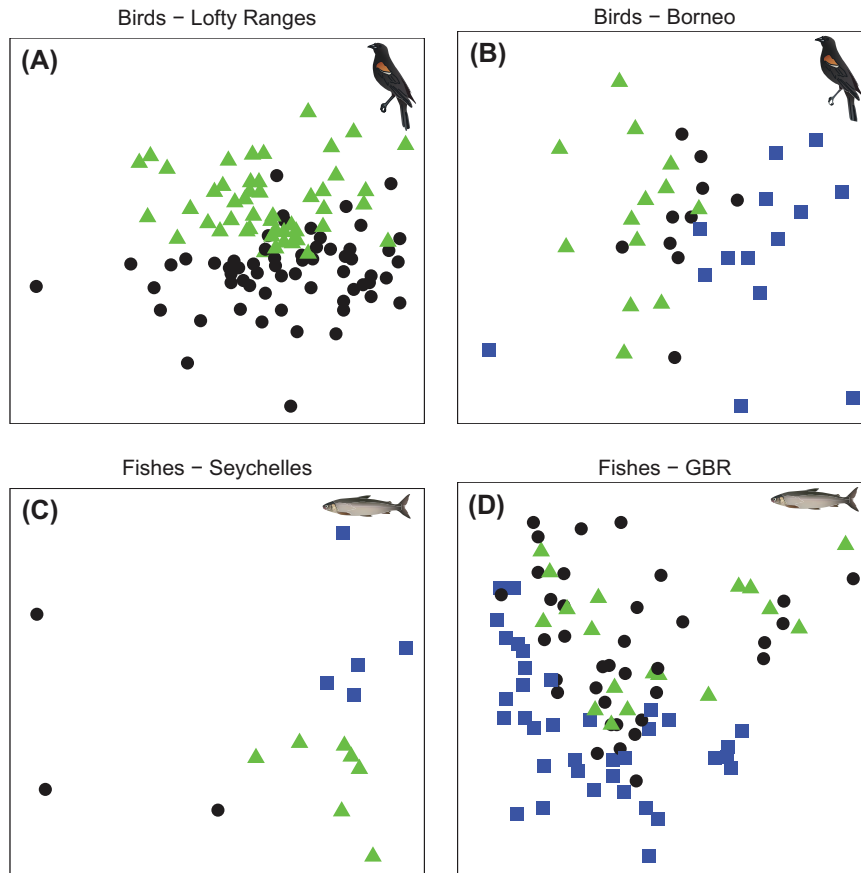 Birds − Lofty Ranges
(A)
Birds − Borneo
(B)
Fishes − Seychelles
(C)
Fishes − GBR
(D)